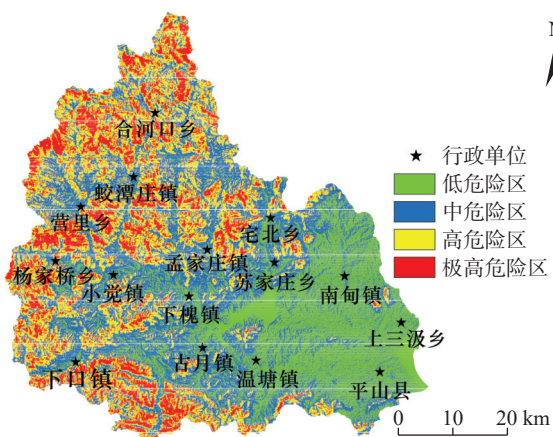 N
合河口乡
蛟潭庄镇
营里乡
宅北乡
孟家庄镇
杨家桥乡
苏家庄乡
小觉镇
南甸镇
下槐镇
上三汲乡
古月镇
下口镇
温塘镇
平山县
行政单位
低危险区
中危险区
高危险区
极高危险区
0 10 20 km